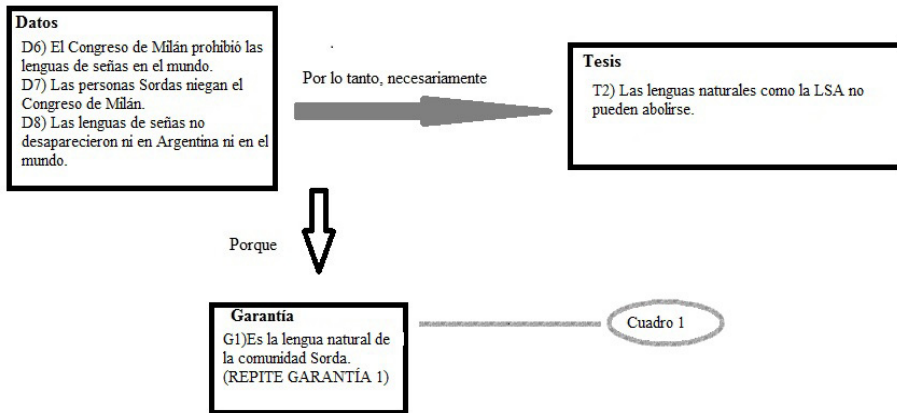 Datos
D6) El Congreso de Milán prohibió las
lenguas de señas en el mundo.
D7) Las personas Sordas niegan el
Congreso de Milán.
D8) Las lenguas de señas no
desaparecieron ni en Argentina ni en el
mundo.
Por lo tanto, necesariamente
Tesis
T2) Las lenguas naturales como la LSA no
pueden abolirse.
Porque
Garantía
G1)Es la lengua natural de
la comunidad Sorda.
(REPITE GARANTÍA 1)
Cuadro 1